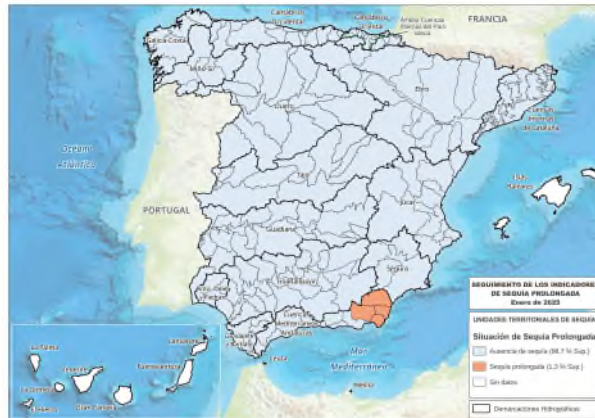 FRANCIA
Galicia-Costa
Duero
Ebro
Océano
Atlántico
Tajo
Islas
Baleares
PORTUGAL
Júcar
Guadiana
Segura
Guadalquivir
Cuencas
Mediterráneas
Andaluzas
Ceuta
Mar
Mediterráneo
Melilla
Lanzarote
La Palma
Tenerife
Fuerteventura
La Gomera
El Hierro
Gran Canaria
SEGUIMIENTO DE LOS INDICADORES
DE SEQUÍA PROLONGADA
Enero de 2025
UNIDADES TERRITORIALES DE SEQUÍA
Situación de Sequía Prolongada
Ausencia de sequía (98.7 % Sup.)
Sequía prolongada (1.3 % Sup.)
Sin datos
Demarcaciones Hidrográficas